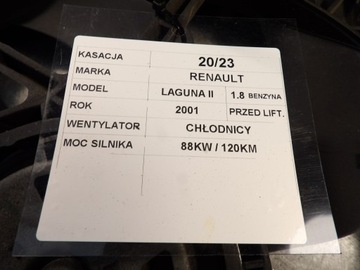 KASACJA 20/23
MARKA RENAULT
MODEL LAGUNA II 1.8 BENZYNA
ROK 2001 PRZED LIFT.
WENTYLATOR CHŁODNICY
MOC SILNIKA 88KW / 120KM